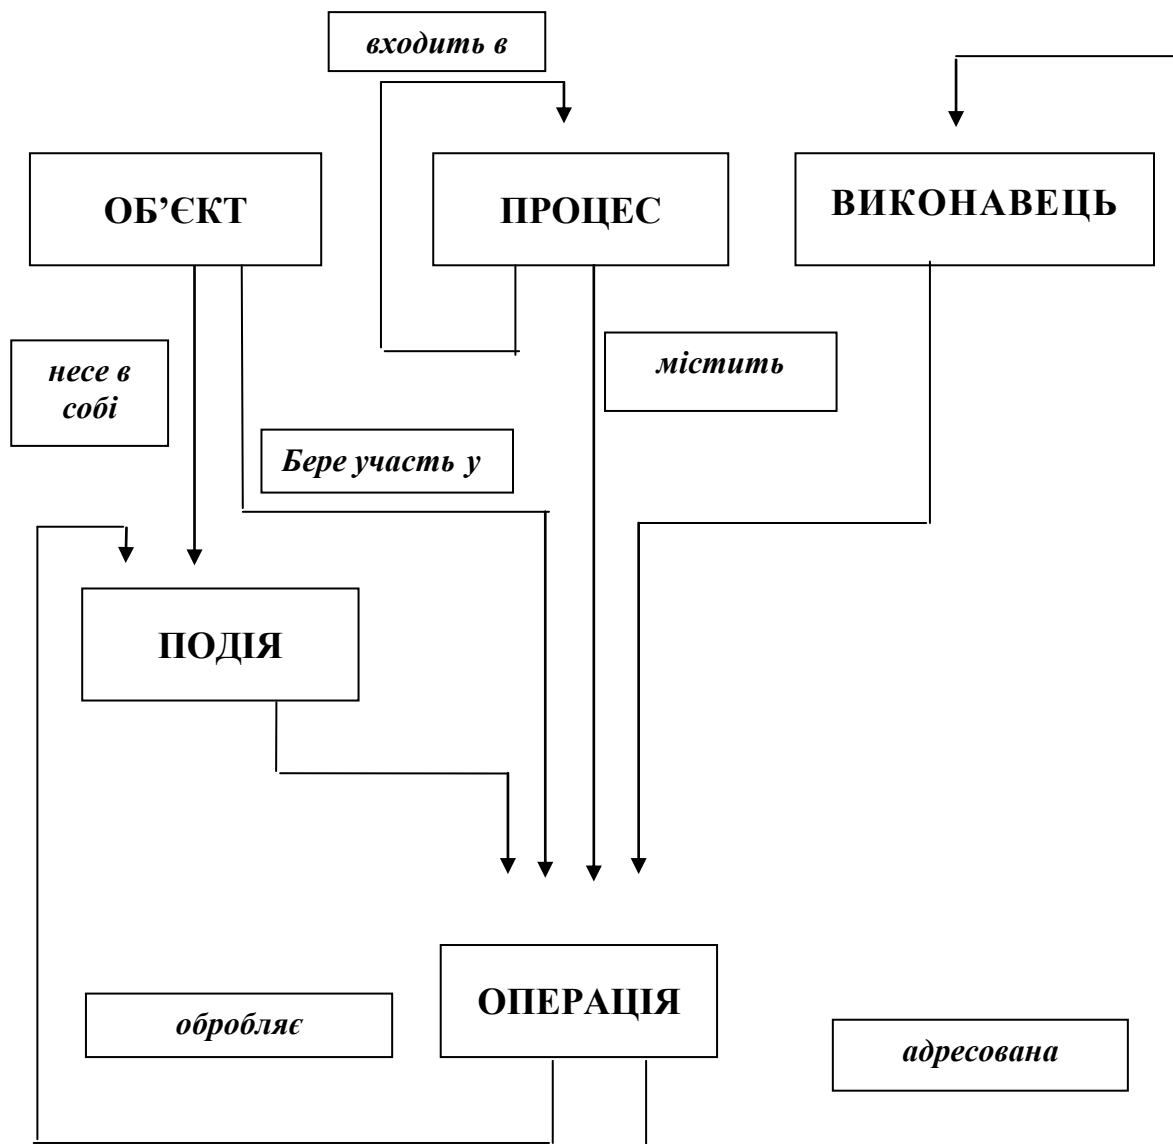 входить в
ОБ’ЄКТ
ПРОЦЕС
ВИКОНАВЕЦЬ
несе в
собі
містить
Бере участь у
ПОДІЯ
ОПЕРАЦІЯ
обробляє
адресована